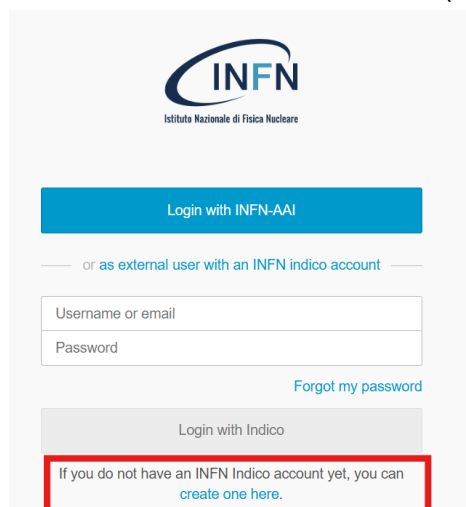 INFN
Istituto Nazionale di Fisica Nucleare
Login with INFN-AAI
or as external user with an INFN indico account
Username or email
Password
Forgot my password
Login with Indico
If you do not have an INFN Indico account yet, you can
create one here.